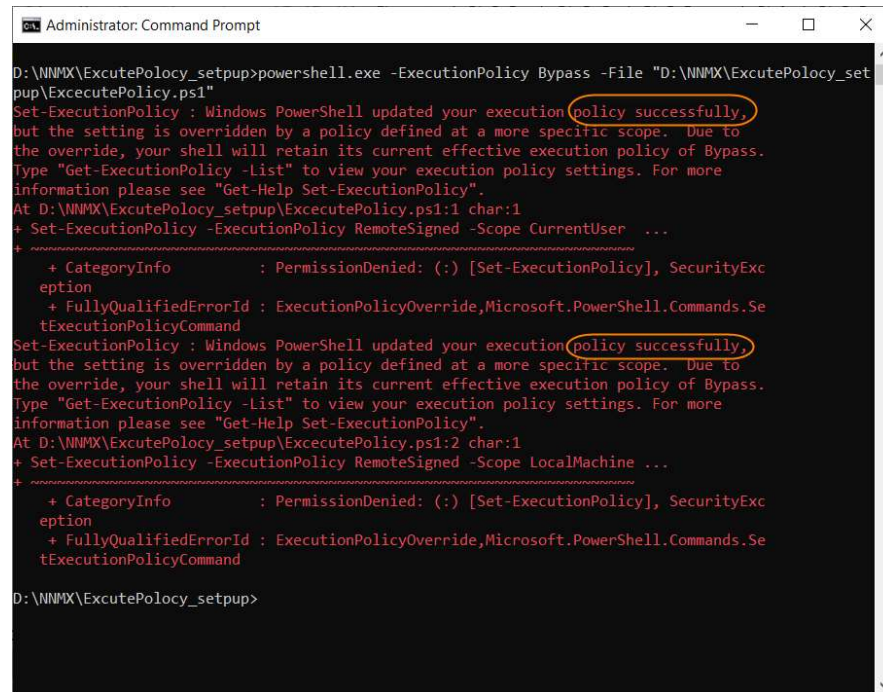 Administrator: Command Prompt
D:\NNMX\ExcutePolocy_setpup>powershell.exe -ExecutionPolicy Bypass -File "D:\NNMX\ExcutePolocy_set
pup\ExcecutePolicy.ps1"
Set-ExecutionPolicy : Windows PowerShell updated your execution policy successfully,
but the setting is overridden by a policy defined at a more specific scope.  Due to
the override, your shell will retain its current effective execution policy of Bypass.
Type "Get-ExecutionPolicy -List" to view your execution policy settings. For more
information please see "Get-Help Set-ExecutionPolicy".
At D:\NNMX\ExcutePolocy_setpup\ExcecutePolicy.ps1:1 char:1
+ Set-ExecutionPolicy -ExecutionPolicy RemoteSigned -Scope CurrentUser  ...
+ ~~~~~~~~~~~~~~~~~~~~~~~~~~~~~~~~~~~~~~~~~~~~~~~~~~~~~~~~~~~~~~~~~~~~~
    + CategoryInfo          : PermissionDenied: (:) [Set-ExecutionPolicy], SecurityExc
   eption
    + FullyQualifiedErrorId : ExecutionPolicyOverride,Microsoft.PowerShell.Commands.Se
   tExecutionPolicyCommand
Set-ExecutionPolicy : Windows PowerShell updated your execution policy successfully,
but the setting is overridden by a policy defined at a more specific scope.  Due to
the override, your shell will retain its current effective execution policy of Bypass.
Type "Get-ExecutionPolicy -List" to view your execution policy settings. For more
information please see "Get-Help Set-ExecutionPolicy".
At D:\NNMX\ExcutePolocy_setpup\ExcecutePolicy.ps1:2 char:1
+ Set-ExecutionPolicy -ExecutionPolicy RemoteSigned -Scope LocalMachine ...
+ ~~~~~~~~~~~~~~~~~~~~~~~~~~~~~~~~~~~~~~~~~~~~~~~~~~~~~~~~~~~~~~~~~~~~~
    + CategoryInfo          : PermissionDenied: (:) [Set-ExecutionPolicy], SecurityExc
   eption
    + FullyQualifiedErrorId : ExecutionPolicyOverride,Microsoft.PowerShell.Commands.Se
   tExecutionPolicyCommand
D:\NNMX\ExcutePolocy_setpup>